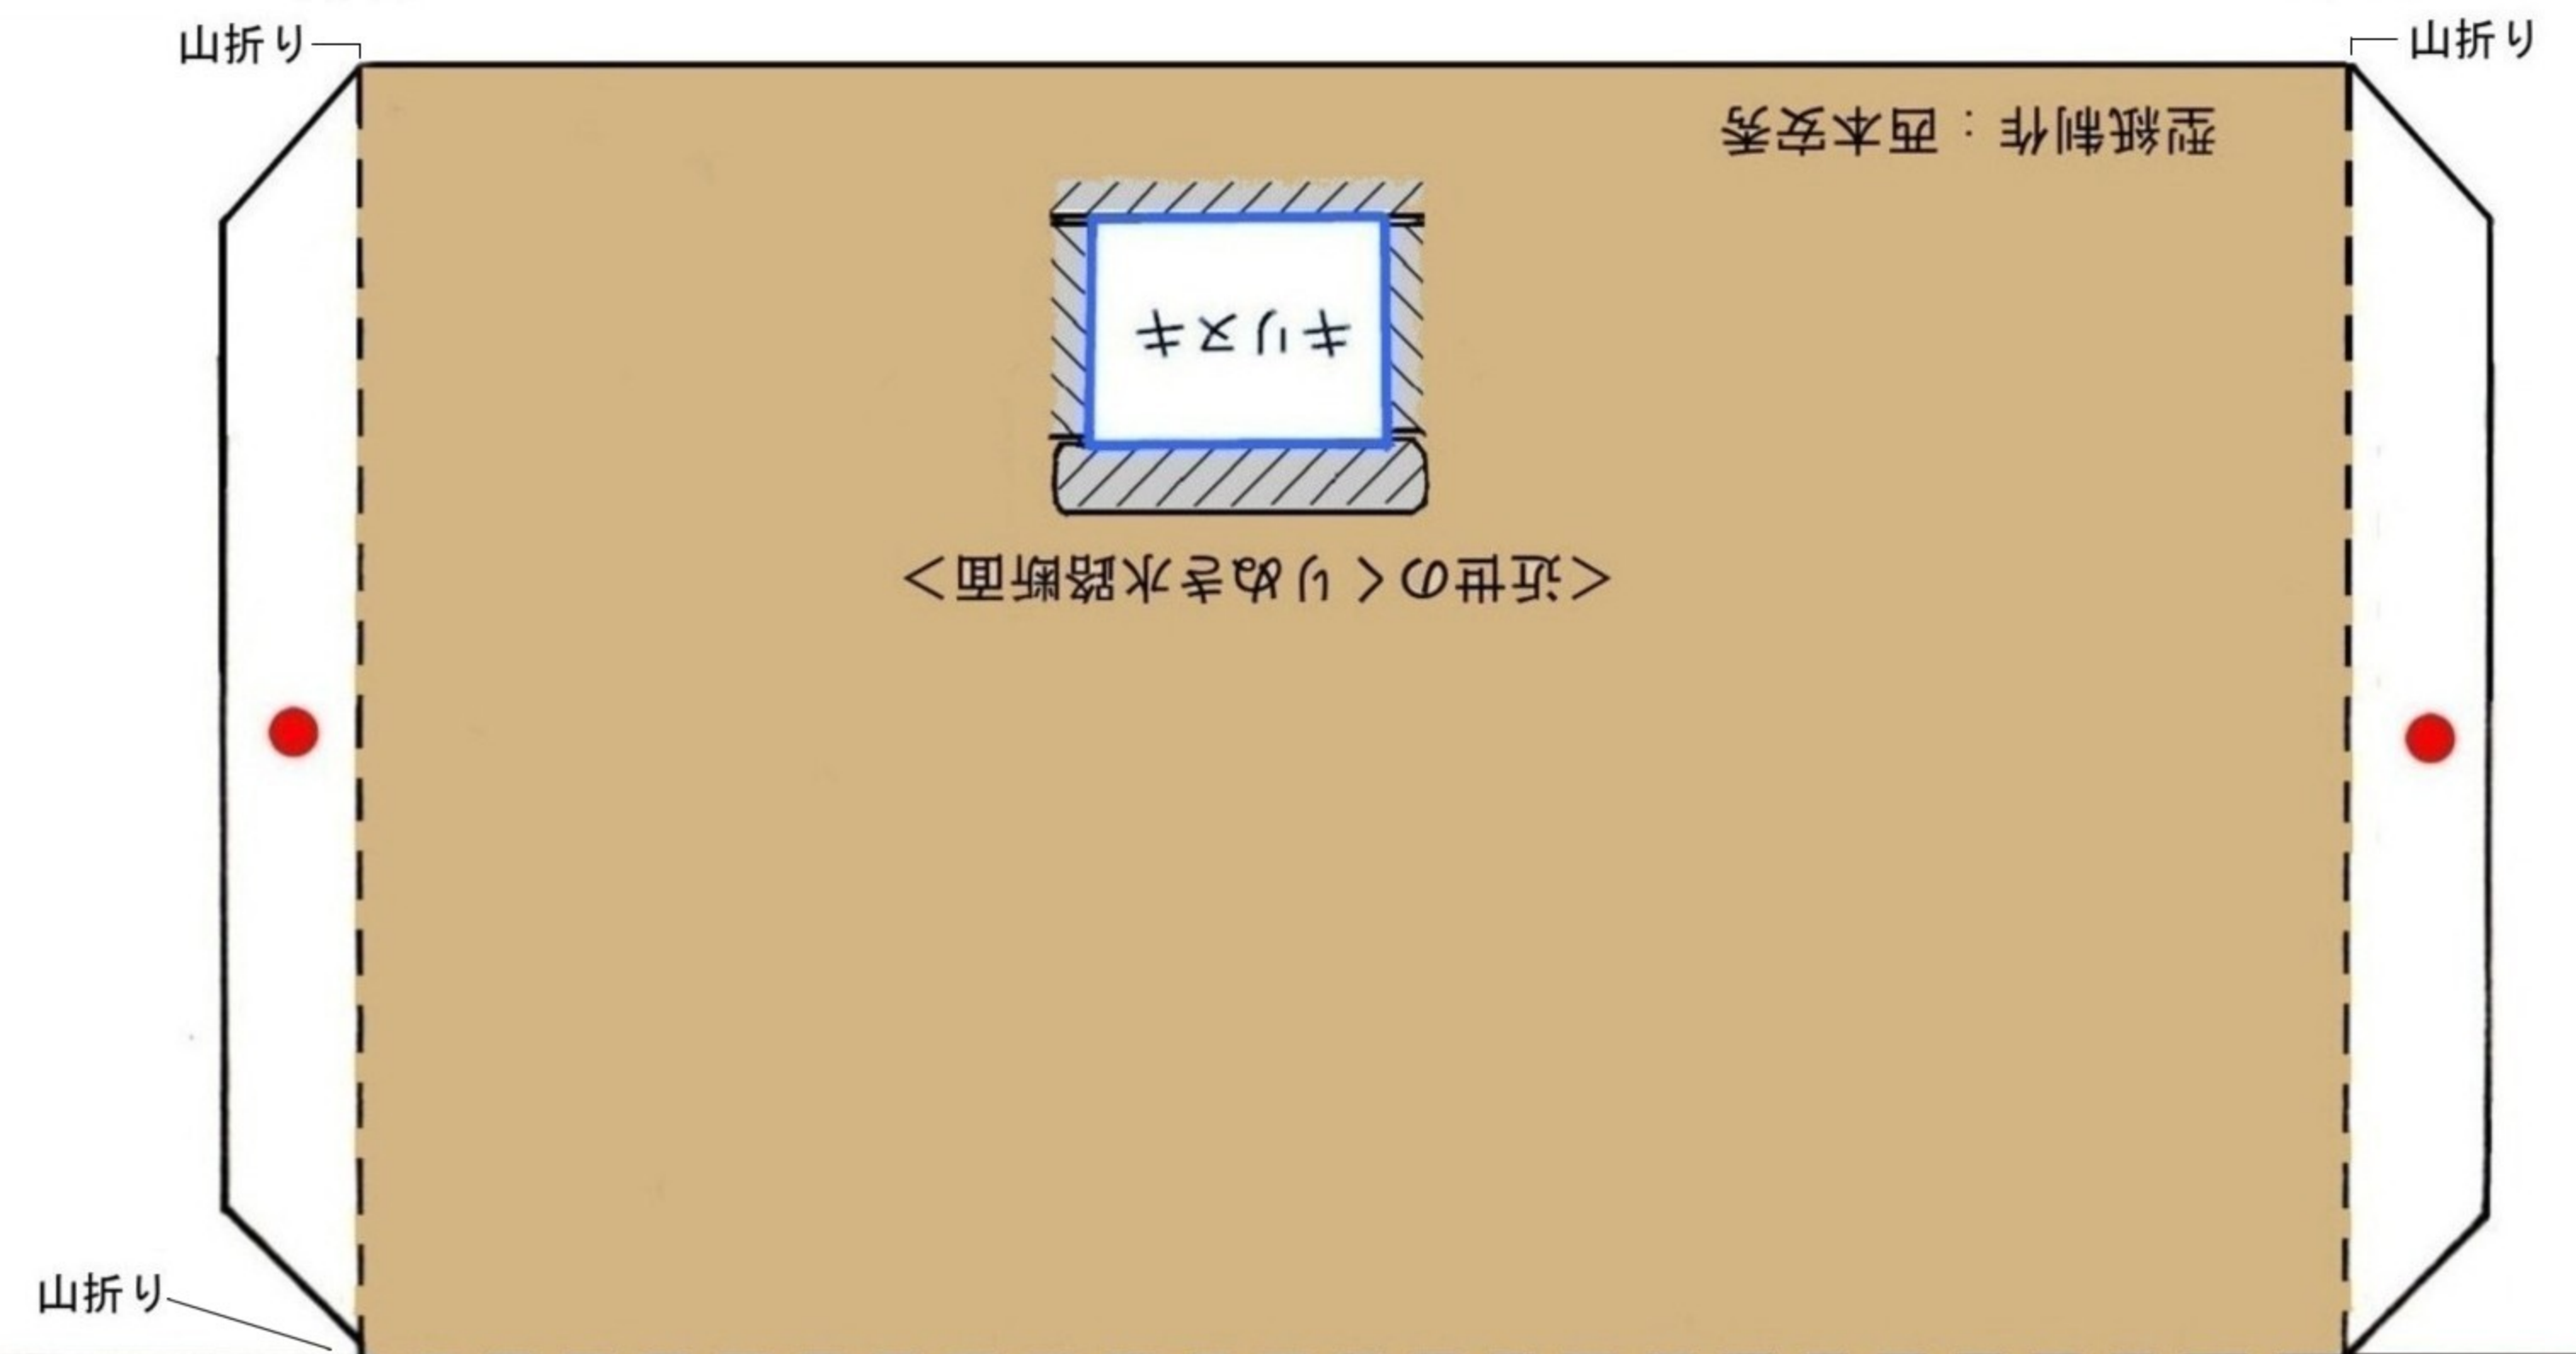 山折り
山折り
型紙制作：西本安秀
キリヌキ
＜近世のくりぬき水路断面＞
山折り